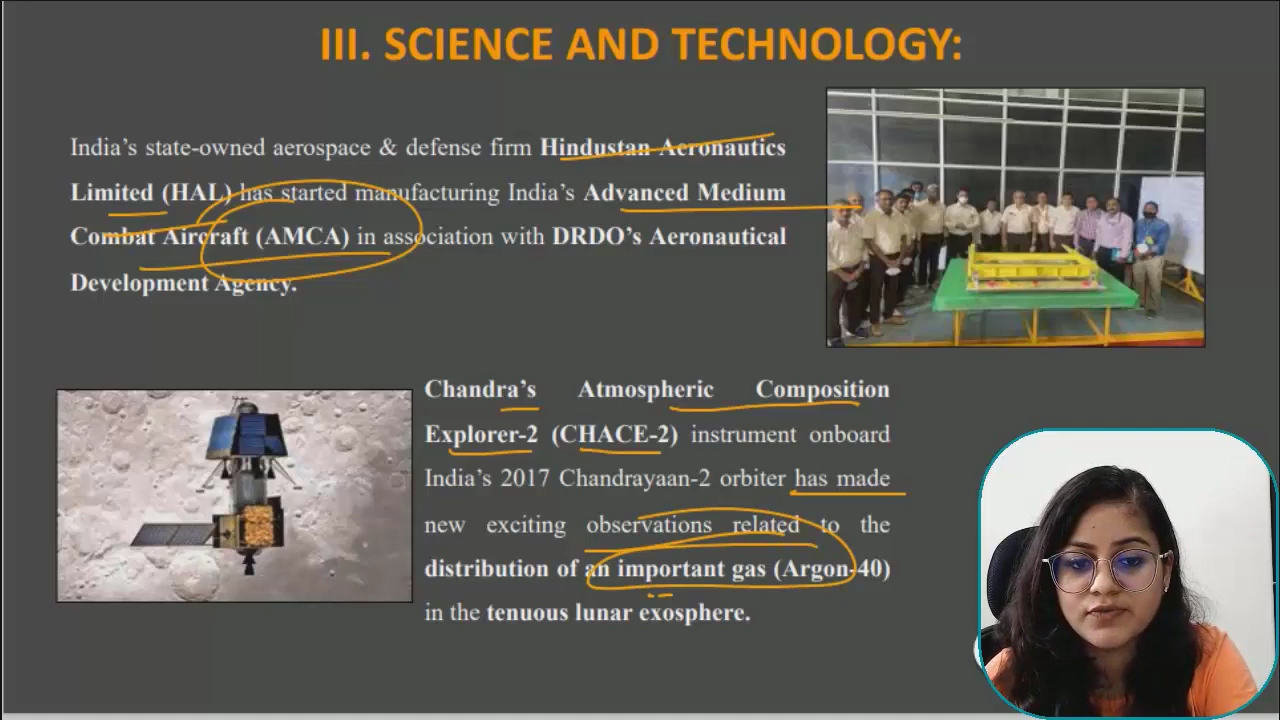 III. SCIENCE AND TECHNOLOGY:
India’s state-owned aerospace & defense firm Hindustan Aeronautics
Limited (HAL) has started manufacturing India’s Advanced Medium
Combat Aircraft (AMCA) in association with DRDO’s Aeronautical
Development Agency.
Chandra’s Atmospheric Composition
Explorer-2 (CHACE-2) instrument onboard
India’s 2017 Chandrayaan-2 orbiter has made
new exciting observations related to the
distribution of an important gas (Argon-40)
in the tenuous lunar exosphere.